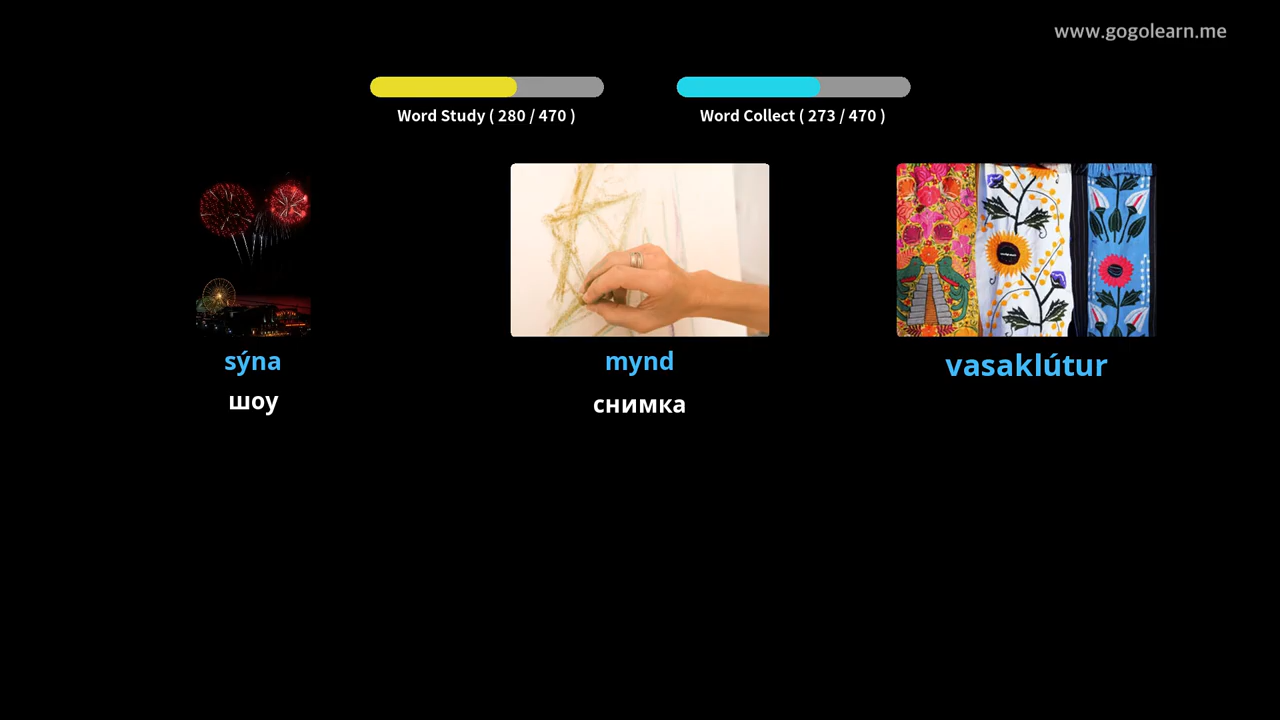 www.gogolearn.me
Word Study ( 280 / 470 )
Word Collect ( 273 / 470 )
sýna
шоу
mynd
снимка
vasaklútur